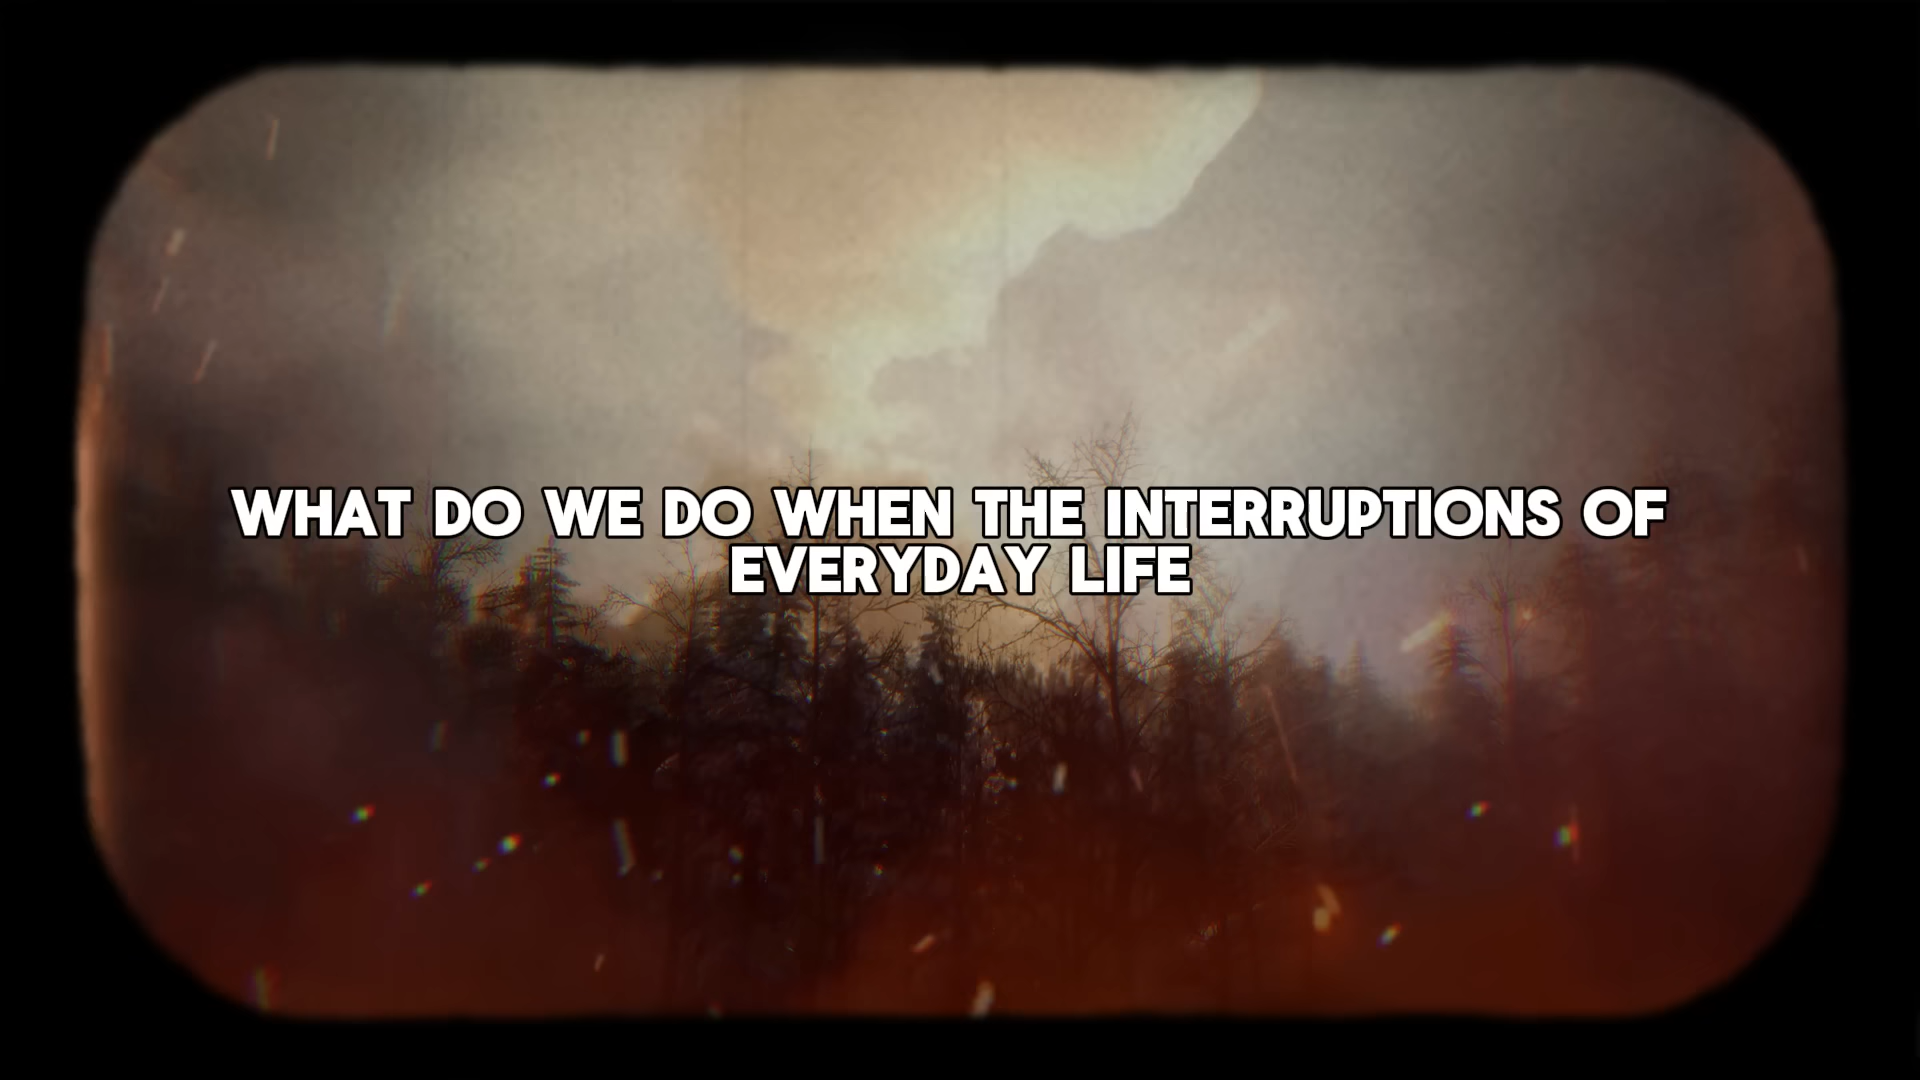 WHAT DO WE DO WHEN THE INTERRUPTIONS OF
EVERYDAY LIFE